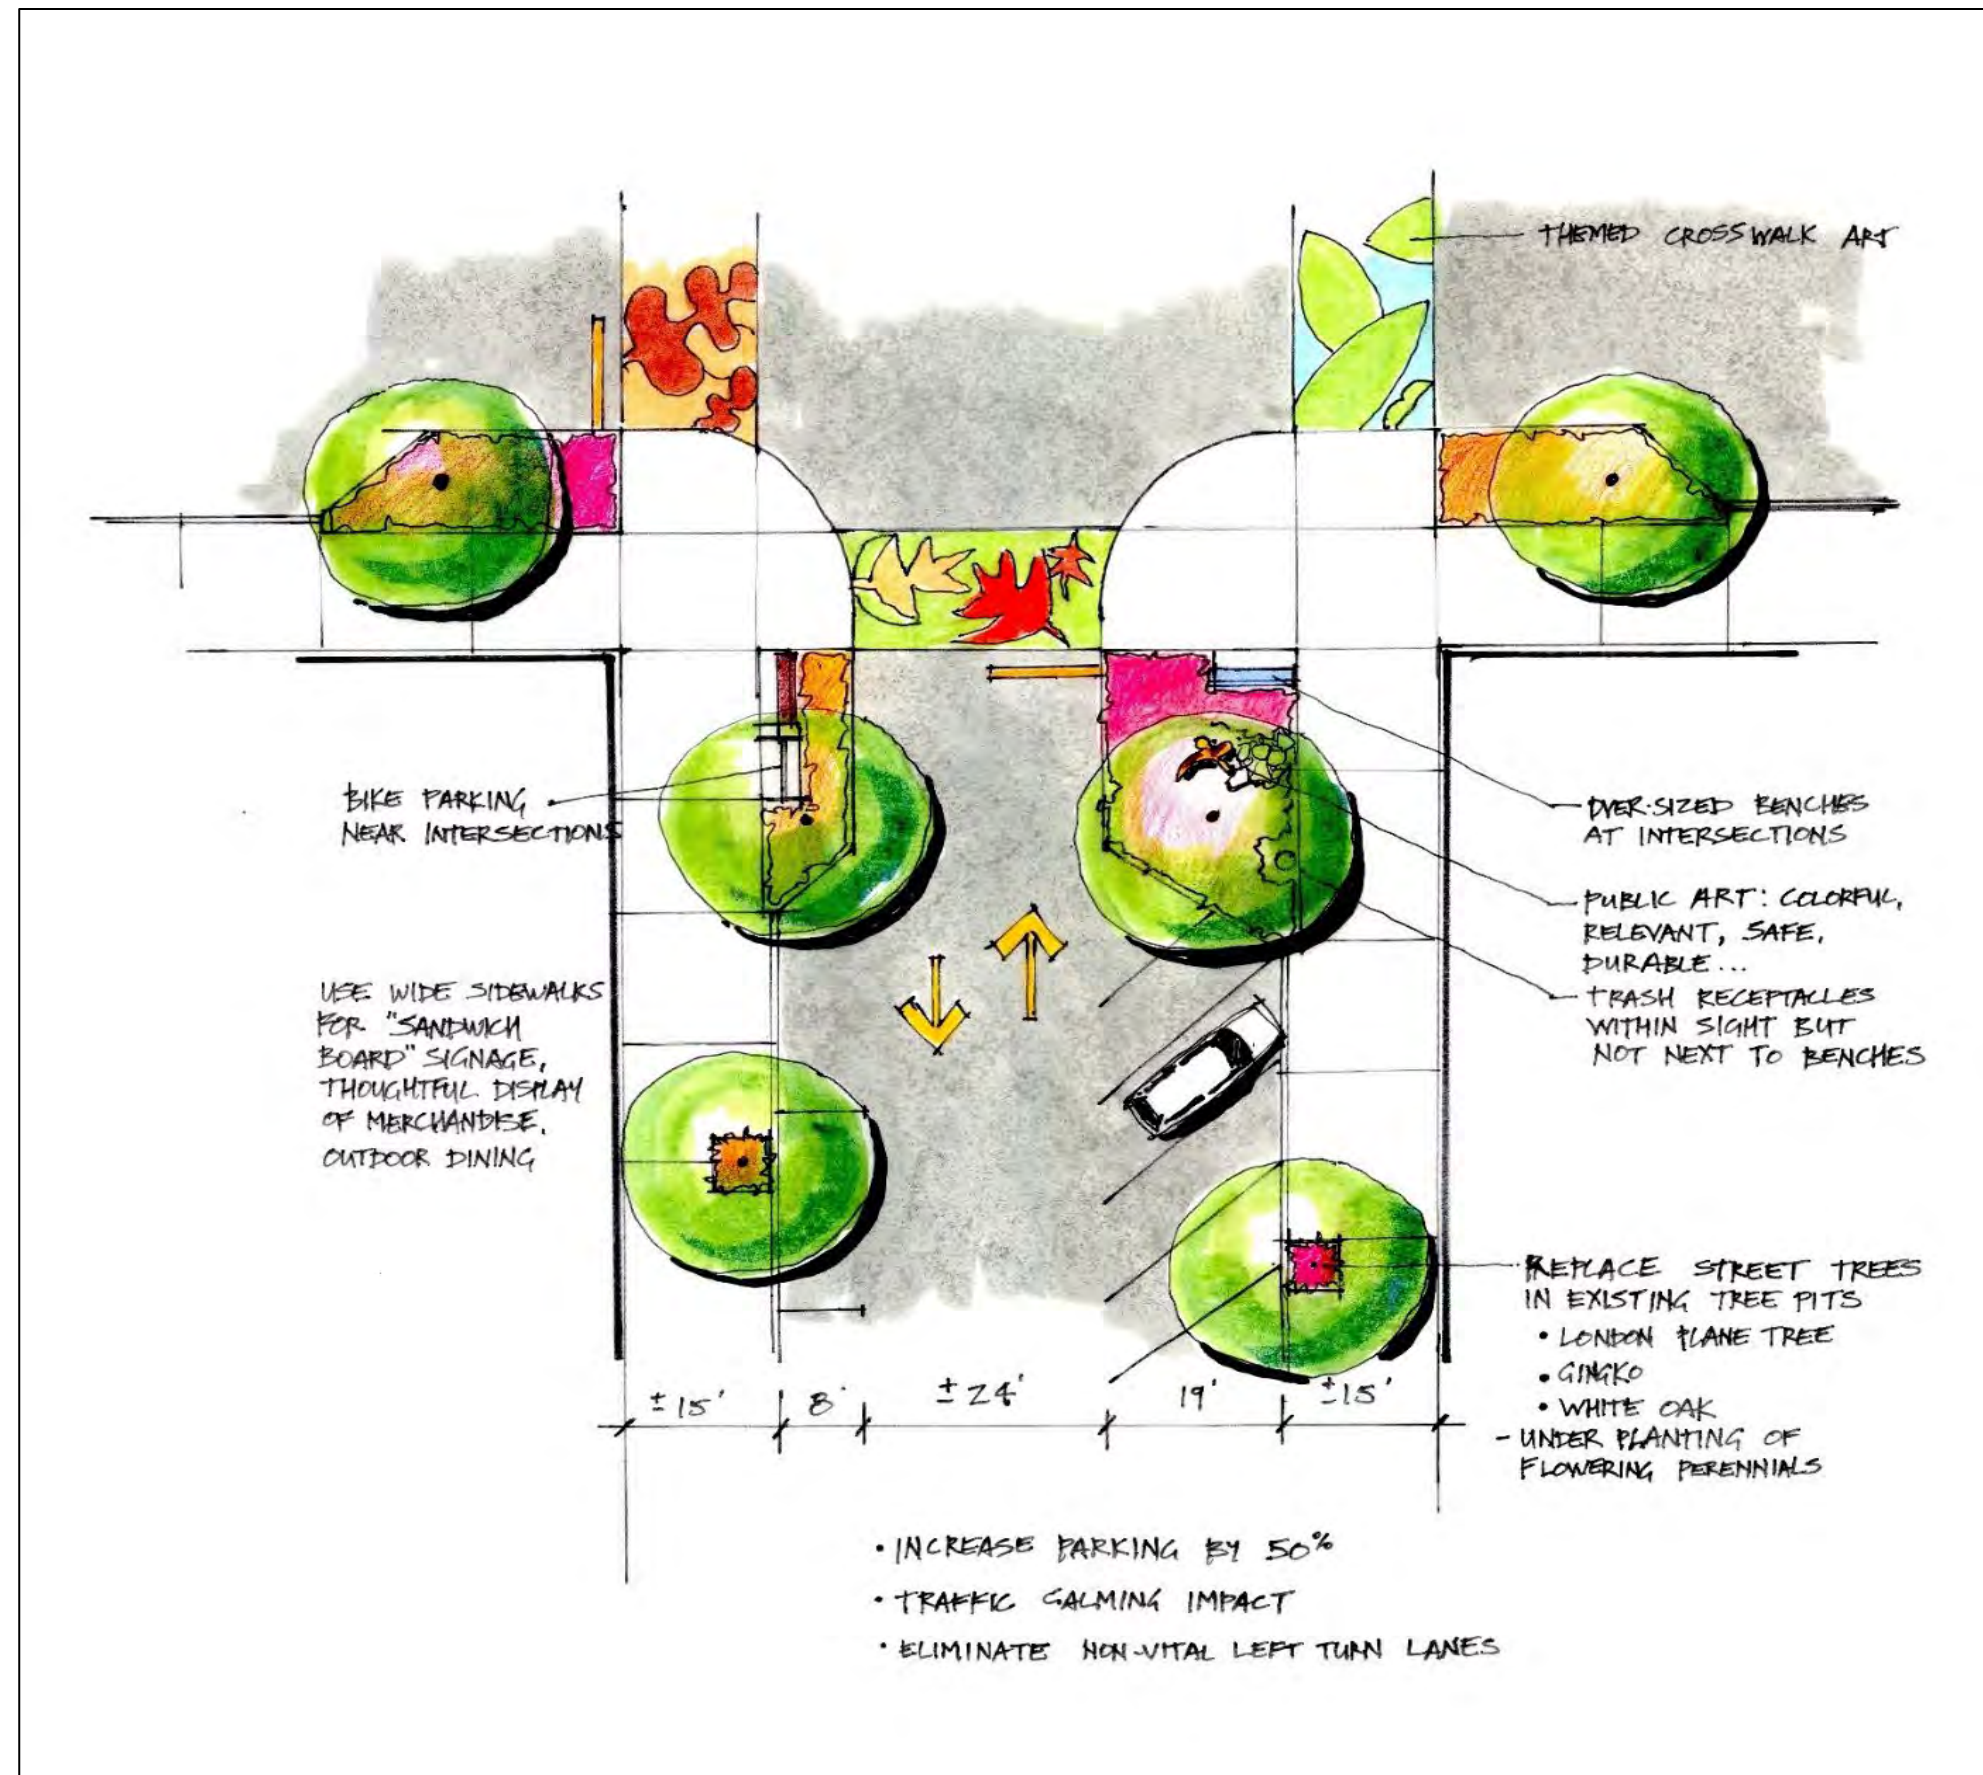 THEMED CROSSWALK ART
BIKE PARKING
NEAR INTERSECTIONS
OVER-SIZED BENCHES
AT INTERSECTIONS
PUBLIC ART: COLORFUL,
RELEVANT, SAFE,
DURABLE...
TRASH RECEPTACLES
WITHIN SIGHT BUT
NOT NEXT TO BENCHES
USE WIDE SIDEWALKS
FOR "SANDWICH
BOARD" SIGNAGE,
THOUGHTFUL DISPLAY
OF MERCHANDISE,
OUTDOOR DINING
REPLACE STREET TREES
IN EXISTING TREE PITS
• LONDON PLANE TREE
• GINGKO
• WHITE OAK
- UNDER PLANTING OF
FLOWERING PERENNIALS
±15' 8' ±24' 19' ±15'
• INCREASE PARKING BY 50%
• TRAFFIC CALMING IMPACT
• ELIMINATE NON-VITAL LEFT TURN LANES